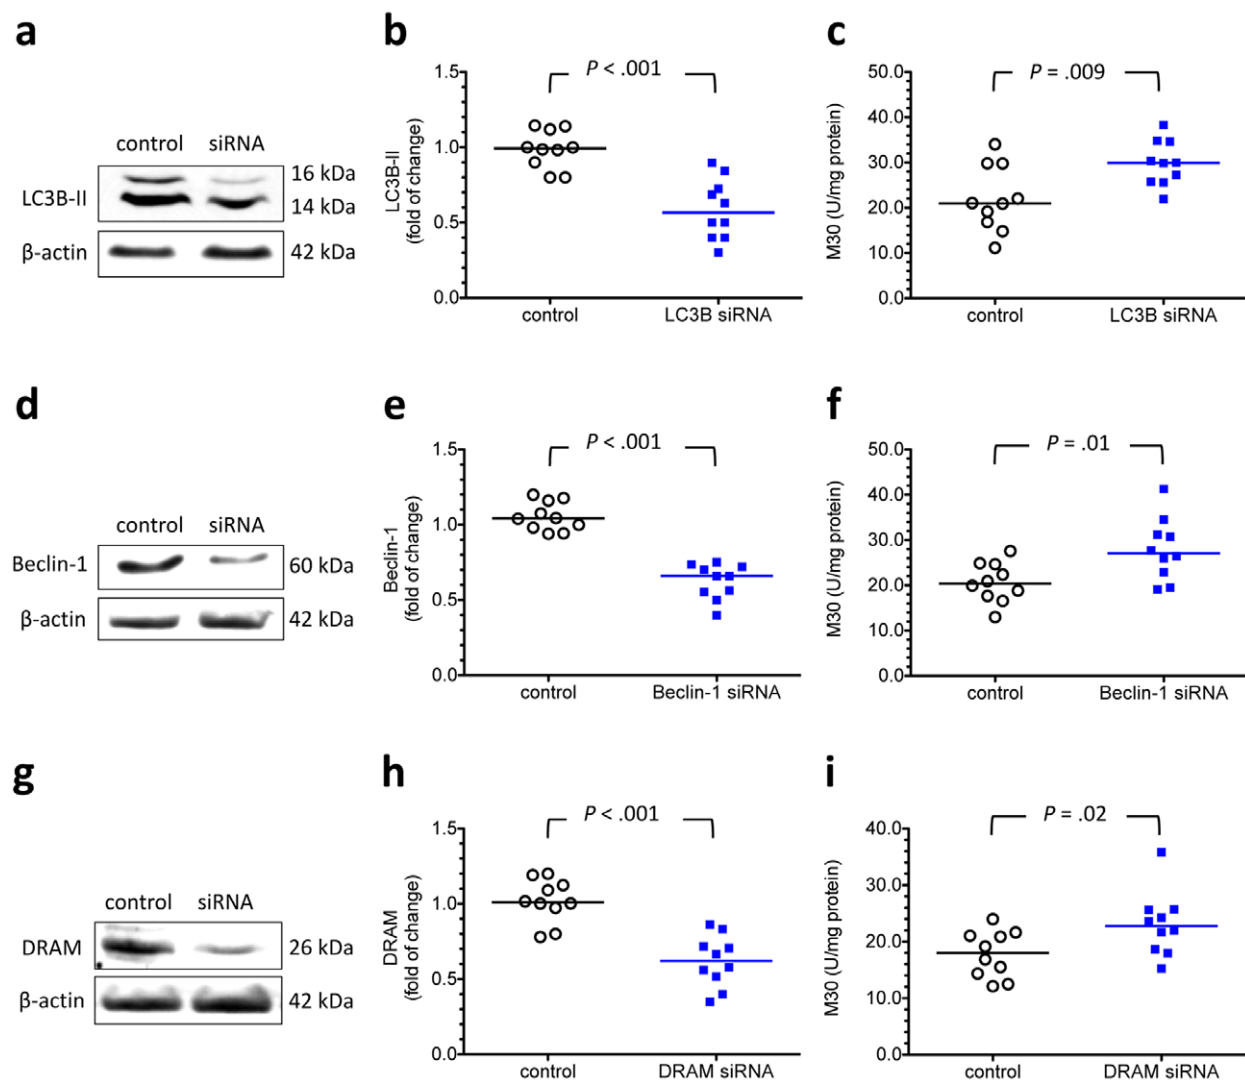 a
control siRNA
16 kDa
LC3B-II
14 kDa
β-actin
42 kDa
b
P < .001
LC3B-II
(fold of change)
1.5
1.0
0.5
0.0
control
LC3B siRNA
c
P = .009
M30 (U/mg protein)
50.0
40.0
30.0
20.0
10.0
0.0
control
LC3B siRNA
d
control siRNA
Beclin-1
60 kDa
β-actin
42 kDa
e
P < .001
Beclin-1
(fold of change)
1.5
1.0
0.5
0.0
control
Beclin-1 siRNA
f
P = .01
M30 (U/mg protein)
50.0
40.0
30.0
20.0
10.0
0.0
control
Beclin-1 siRNA
g
control siRNA
DRAM
26 kDa
β-actin
42 kDa
h
P < .001
DRAM
(fold of change)
1.5
1.0
0.5
0.0
control
DRAM siRNA
i
P = .02
M30 (U/mg protein)
40.0
30.0
20.0
10.0
0.0
control
DRAM siRNA